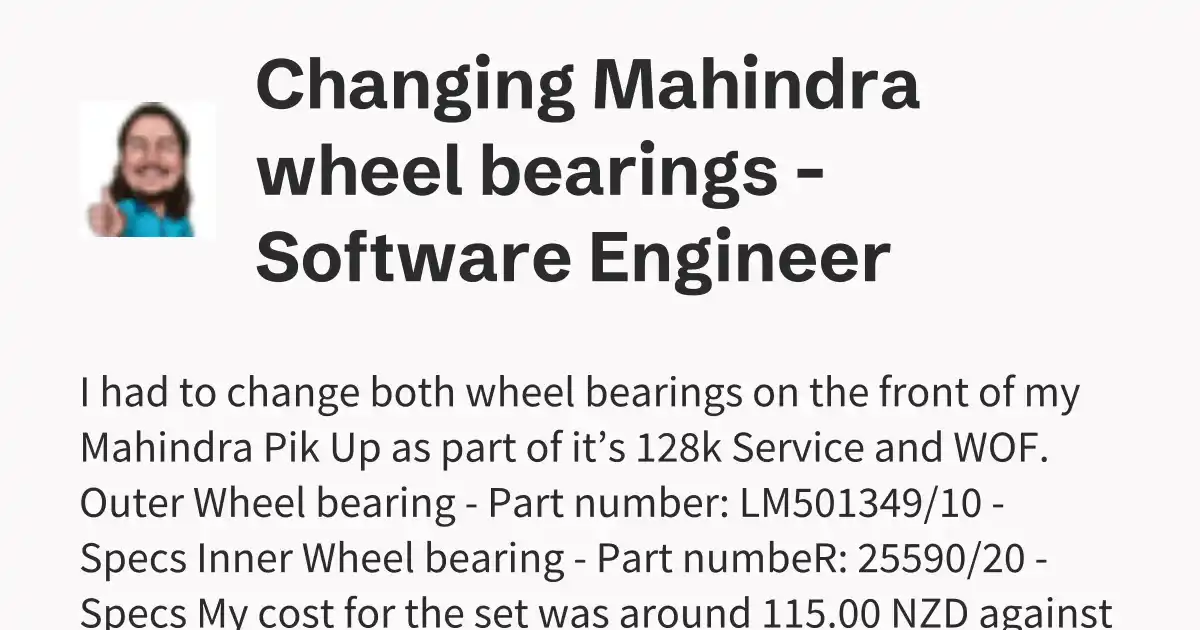 Changing Mahindra
wheel bearings -
Software Engineer
I had to change both wheel bearings on the front of my
Mahindra Pik Up as part of it’s 128k Service and WOF.
Outer Wheel bearing - Part number: LM501349/10 -
Specs Inner Wheel bearing - Part numbeR: 25590/20 -
Specs My cost for the set was around 115.00 NZD against